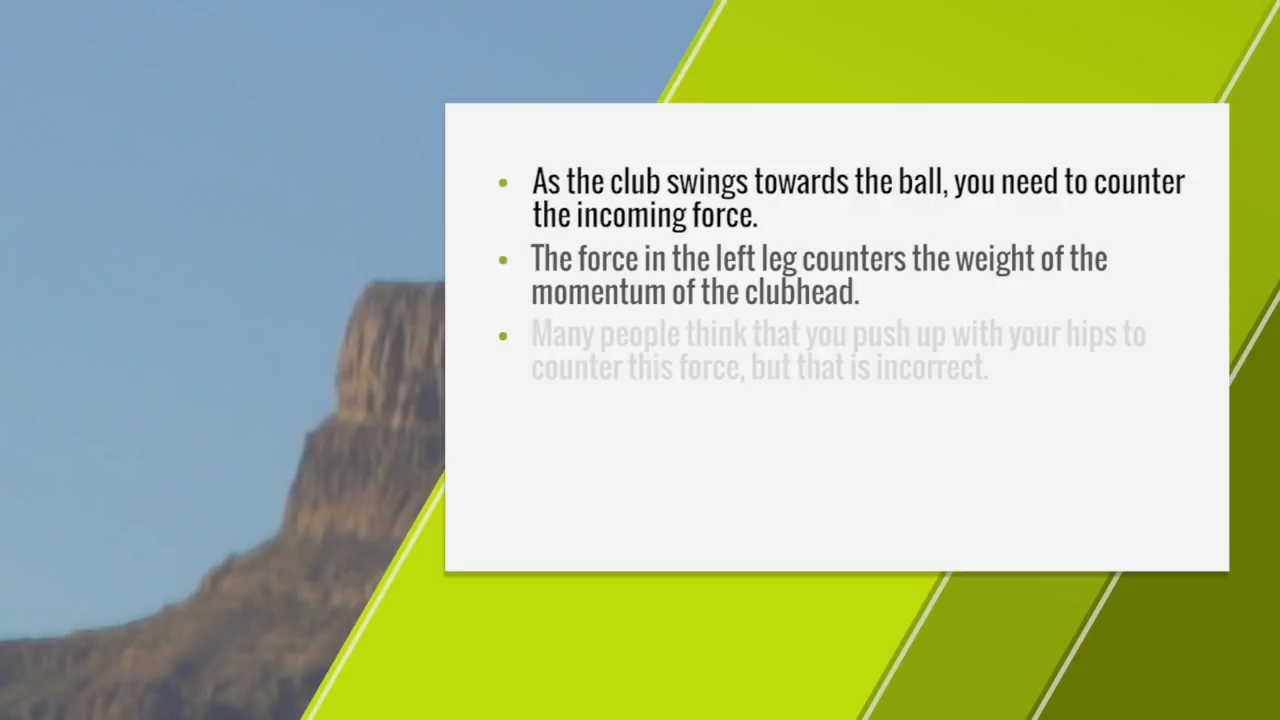 • As the club swings towards the ball, you need to counter
the incoming force.
• The force in the left leg counters the weight of the
momentum of the clubhead.
• Many people think that you push up with your hips to
counter this force, but that is incorrect.